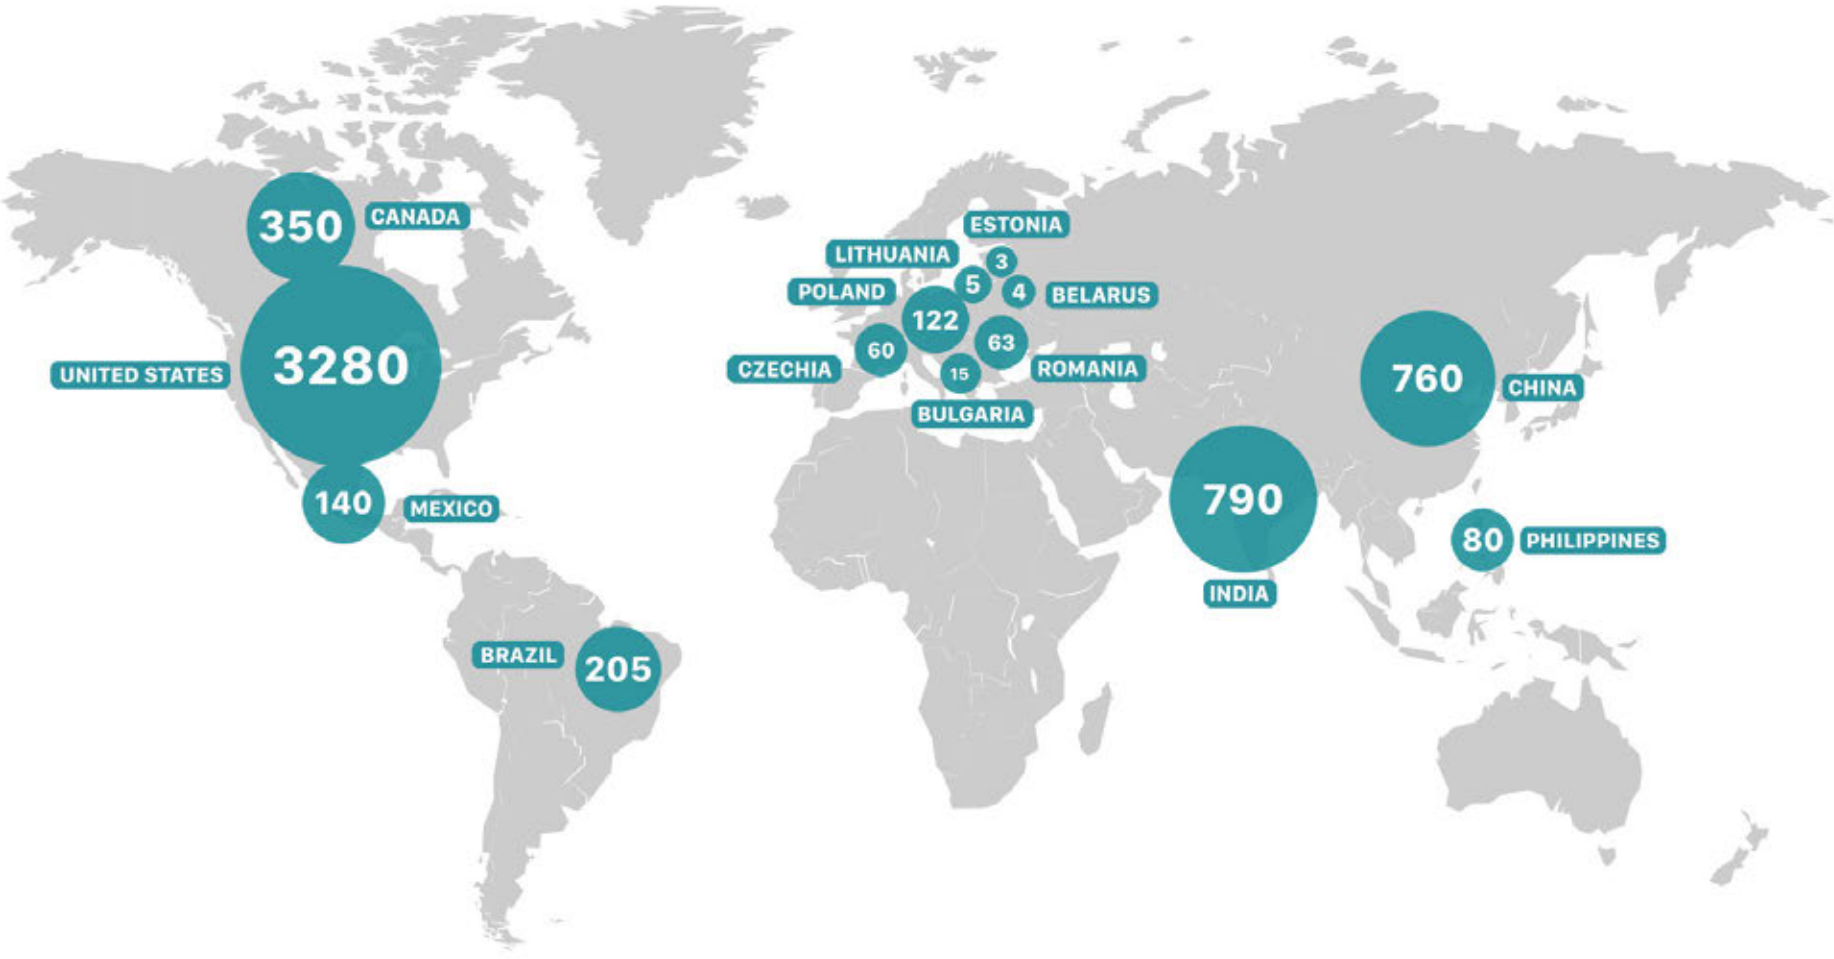 350
CANADA
3280
UNITED STATES
140
MEXICO
BRAZIL
205
ESTONIA
3
LITHUANIA
5
4
BELARUS
POLAND
122
63
ROMANIA
60
CZECHIA
15
BULGARIA
760
CHINA
790
INDIA
80
PHILIPPINES